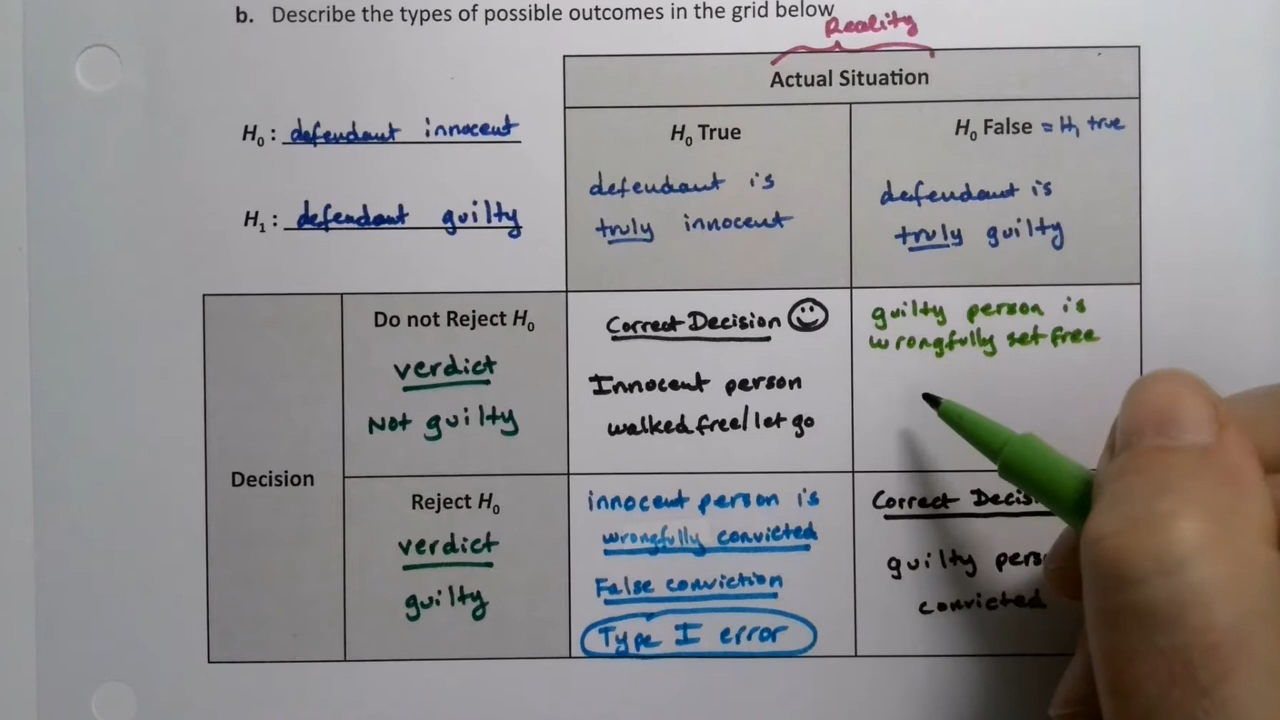 b. Describe the types of possible outcomes in the grid below
Reality
Actual Situation
H0: defendant innocent
H1: defendant guilty
H0 True
defendant is
truly innocent
H0 False = H1 true
defendant is
truly guilty
Decision
Do not Reject H0
verdict
Not guilty
Correct Decision
Innocent person
walked free/let go
guilty person is
wrongfully set free
Reject H0
verdict
guilty
innocent person is
wrongfully convicted
False conviction
Type I error
Correct
guilty
convicted